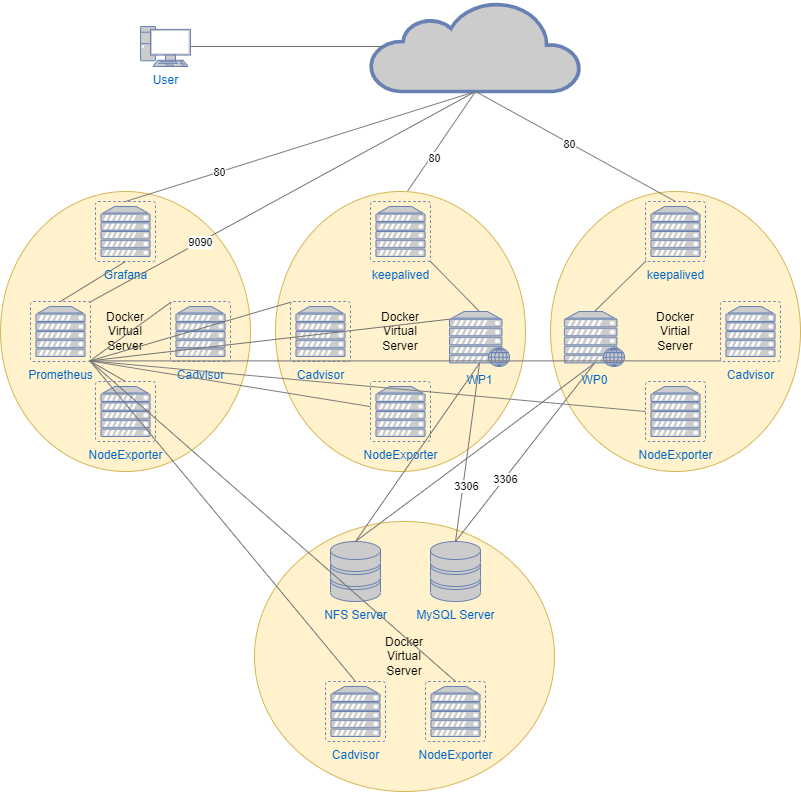 User
80
80
80
9090
Grafana
keepalived
keepalived
Docker
Virtual
Server
Docker
Virtual
Server
Docker
Virtial
Server
Prometheus
Cadvisor
Cadvisor
WP1
WP0
Cadvisor
NodeExporter
NodeExporter
NodeExporter
3306
3306
NFS Server
MySQL Server
Docker
Virtual
Server
Cadvisor
NodeExporter